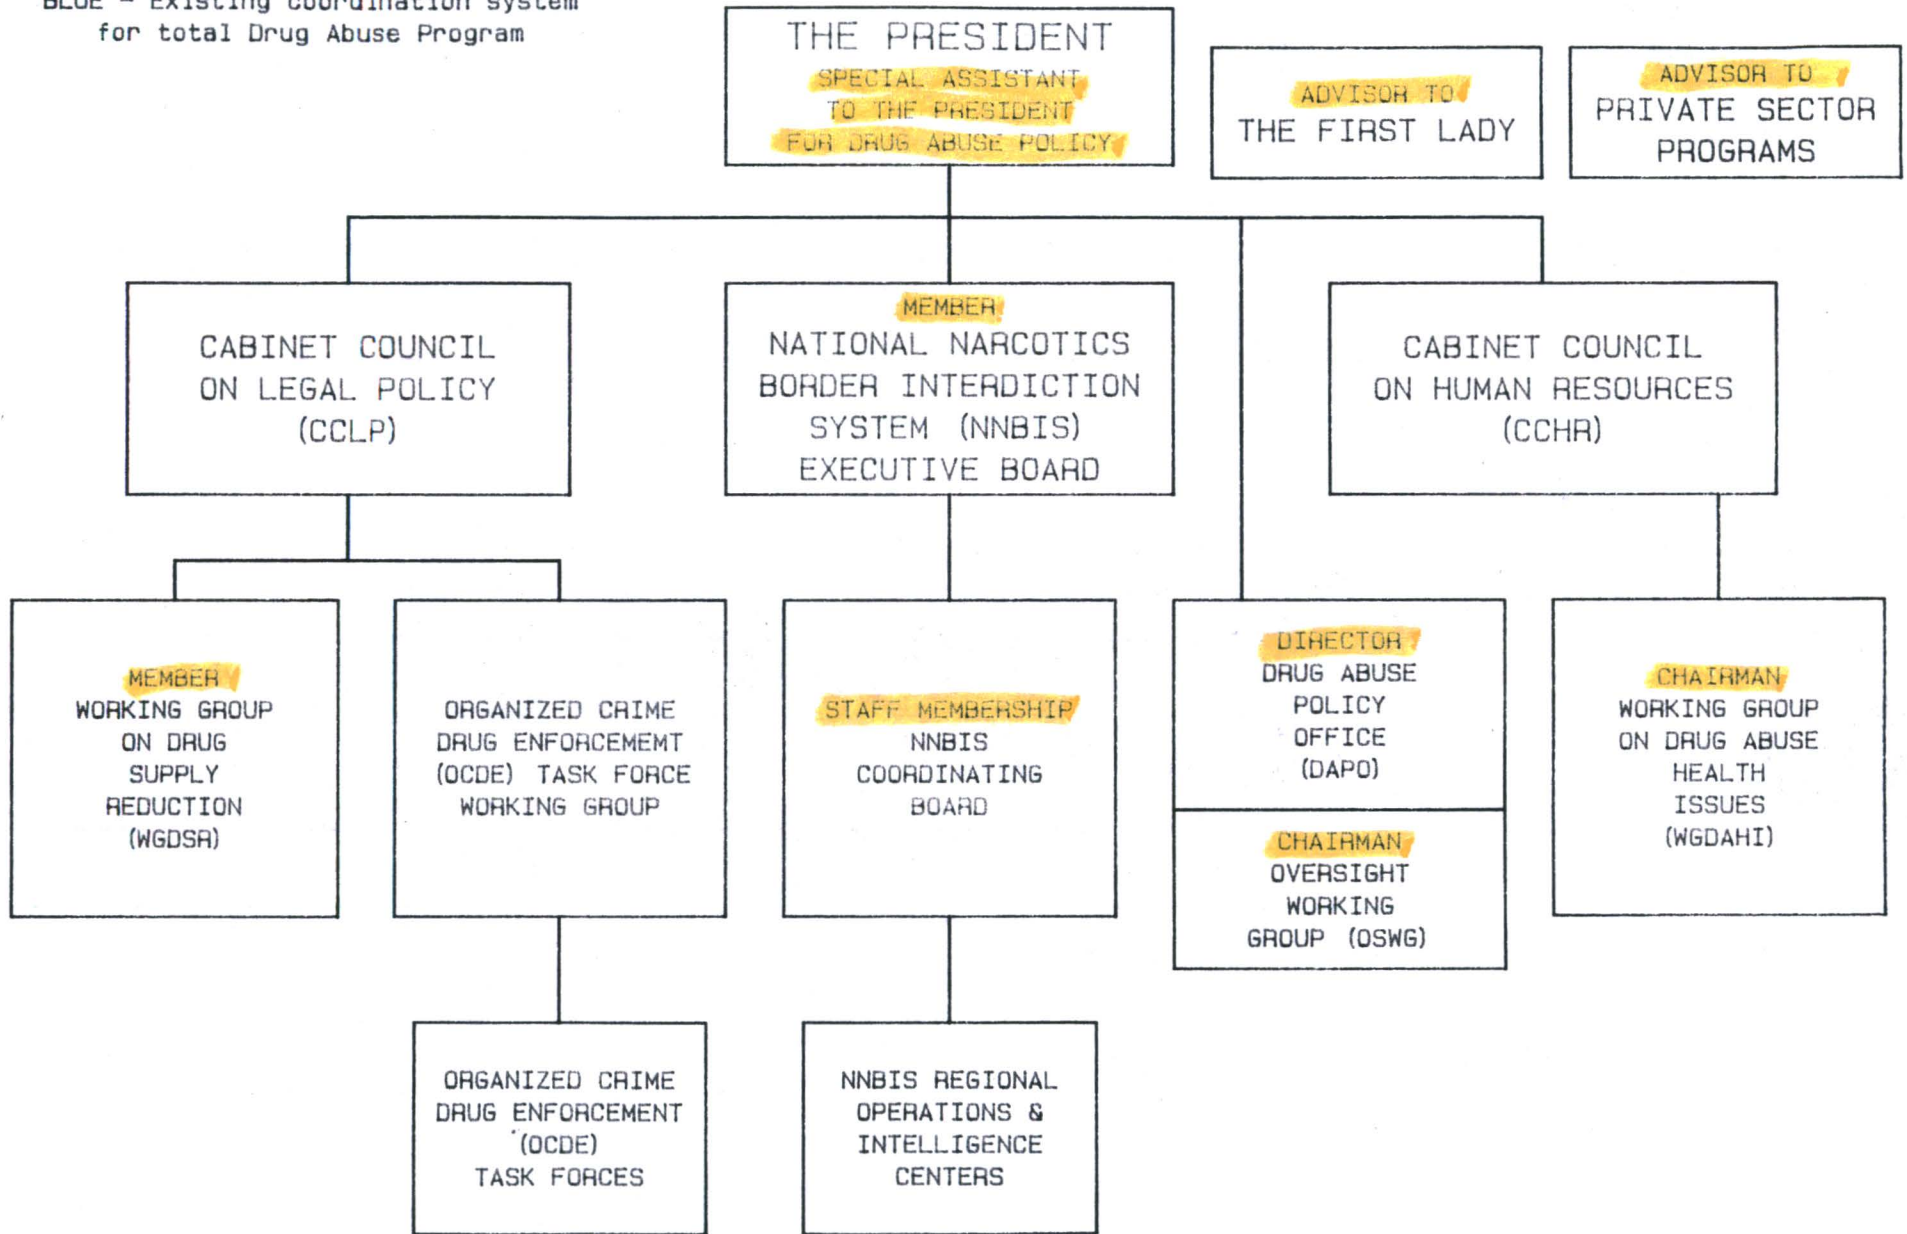 BLUE - Existing coordination system
for total Drug Abuse Program
THE PRESIDENT
SPECIAL ASSISTANT
TO THE PRESIDENT
FOR DRUG ABUSE POLICY
ADVISOR TO
THE FIRST LADY
ADVISOR TO
PRIVATE SECTOR
PROGRAMS
CABINET COUNCIL
ON LEGAL POLICY
(CCLP)
MEMBER
NATIONAL NARCOTICS
BORDER INTERDICTION
SYSTEM (NNBIS)
EXECUTIVE BOARD
CABINET COUNCIL
ON HUMAN RESOURCES
(CCHR)
MEMBER
WORKING GROUP
ON DRUG
SUPPLY
REDUCTION
(WGDSR)
ORGANIZED CRIME
DRUG ENFORCEMEMT
(OCDE) TASK FORCE
WORKING GROUP
STAFF MEMBERSHIP
NNBIS
COORDINATING
BOARD
DIRECTOR
DRUG ABUSE
POLICY
OFFICE
(DAPO)
CHAIRMAN
OVERSIGHT
WORKING
GROUP (OSWG)
CHAIRMAN
WORKING GROUP
ON DRUG ABUSE
HEALTH
ISSUES
(WGDAHI)
ORGANIZED CRIME
DRUG ENFORCEMENT
(OCDE)
TASK FORCES
NNBIS REGIONAL
OPERATIONS &
INTELLIGENCE
CENTERS